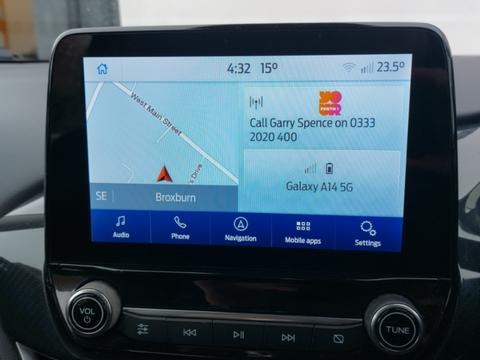 4:32 15° 23.5°
West Main Street
s Drive
SE Broxburn
Call Garry Spence on 0333
2020 400
Galaxy A14 5G
Audio Phone Navigation Mobile apps Settings
VOL
TUNE